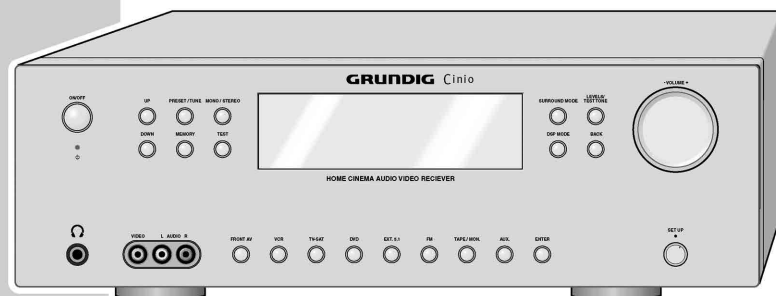 GRUNDIG Cinio
ON/OFF
UP PRESET / TUNE MONO / STEREO
DOWN MEMORY TEST
SURROUND MODE LEVELS/
TEST TONE
DSP MODE BACK
- VOLUME +
HOME CINEMA AUDIO VIDEO RECIEVER
VIDEO L AUDIO R
FRONT AV VCR TV-SAT DVD EXT. 5.1 FM TAPE / MON. AUX. ENTER
SET UP